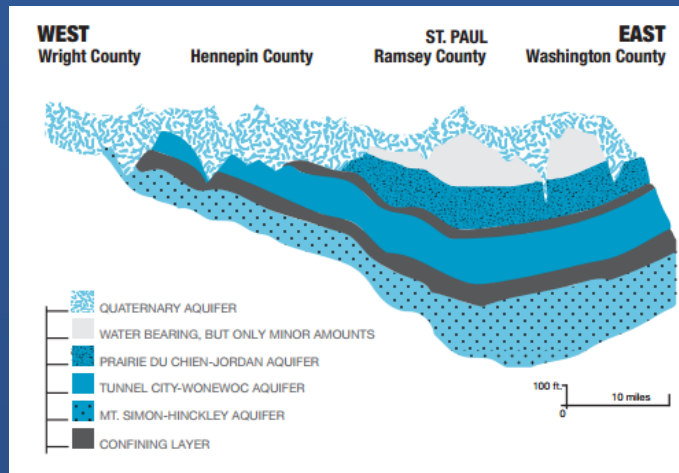 WEST
Wright County
Hennepin County
ST. PAUL
Ramsey County
EAST
Washington County
QUATERNARY AQUIFER
WATER BEARING, BUT ONLY MINOR AMOUNTS
PRAIRIE DU CHIEN-JORDAN AQUIFER
TUNNEL CITY-WONEWOC AQUIFER
MT. SIMON-HINCKLEY AQUIFER
CONFINING LAYER
100 ft.
0
10 miles